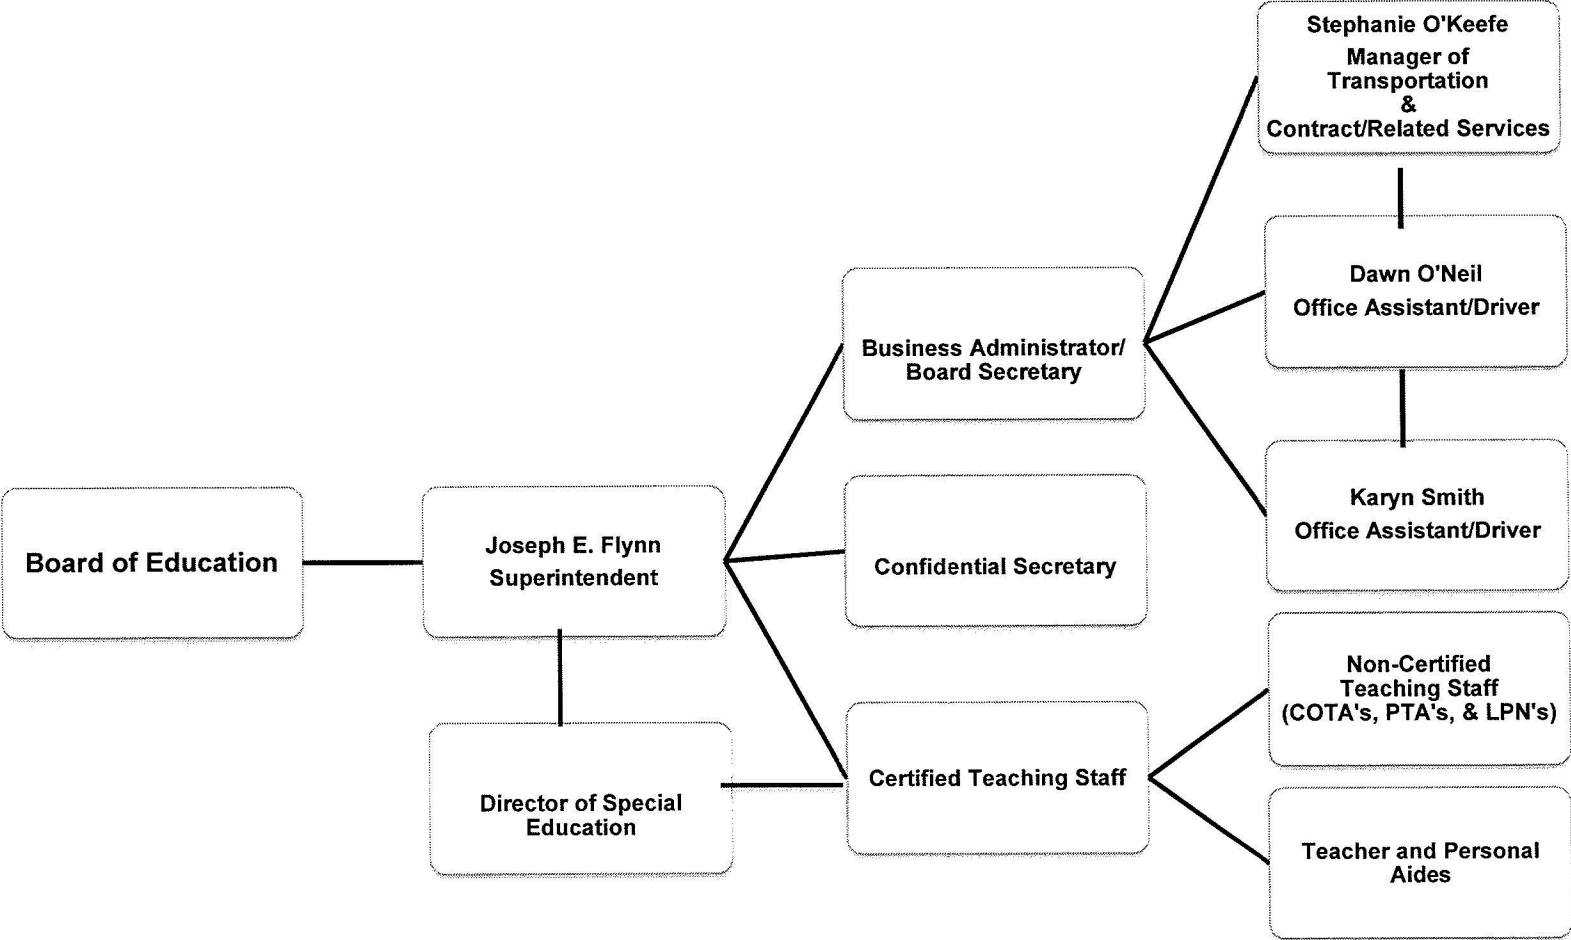 Stephanie O'Keefe
Manager of
Transportation
&
Contract/Related Services
Dawn O'Neil
Office Assistant/Driver
Business Administrator/
Board Secretary
Karyn Smith
Office Assistant/Driver
Board of Education
Joseph E. Flynn
Superintendent
Confidential Secretary
Non-Certified
Teaching Staff
(COTA's, PTA's, & LPN's)
Certified Teaching Staff
Director of Special
Education
Teacher and Personal
Aides